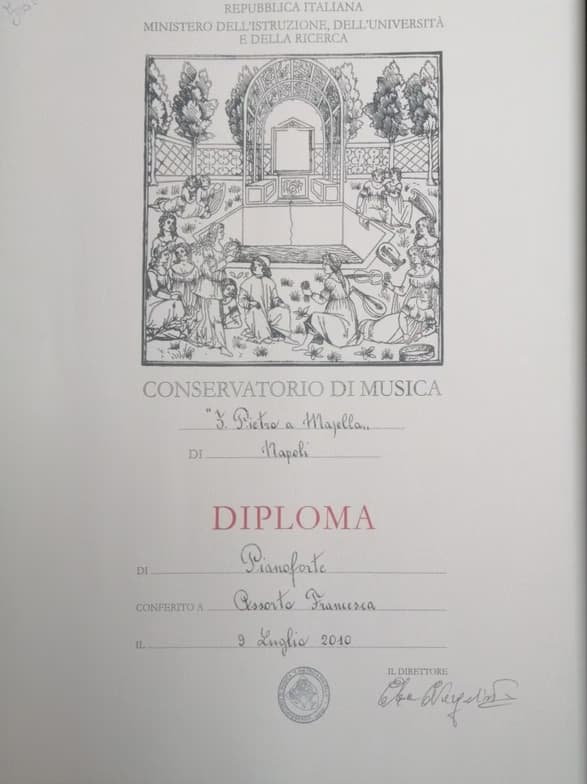 REPUBBLICA ITALIANA
MINISTERO DELL'ISTRUZIONE, DELL'UNIVERSITÀ
E DELLA RICERCA
CONSERVATORIO DI MUSICA
"S. Pietro a Majella"
DI Napoli
DIPLOMA
DI Pianoforte
CONFERITO A Francesca
IL 9 Luglio 2010
IL DIRETTORE